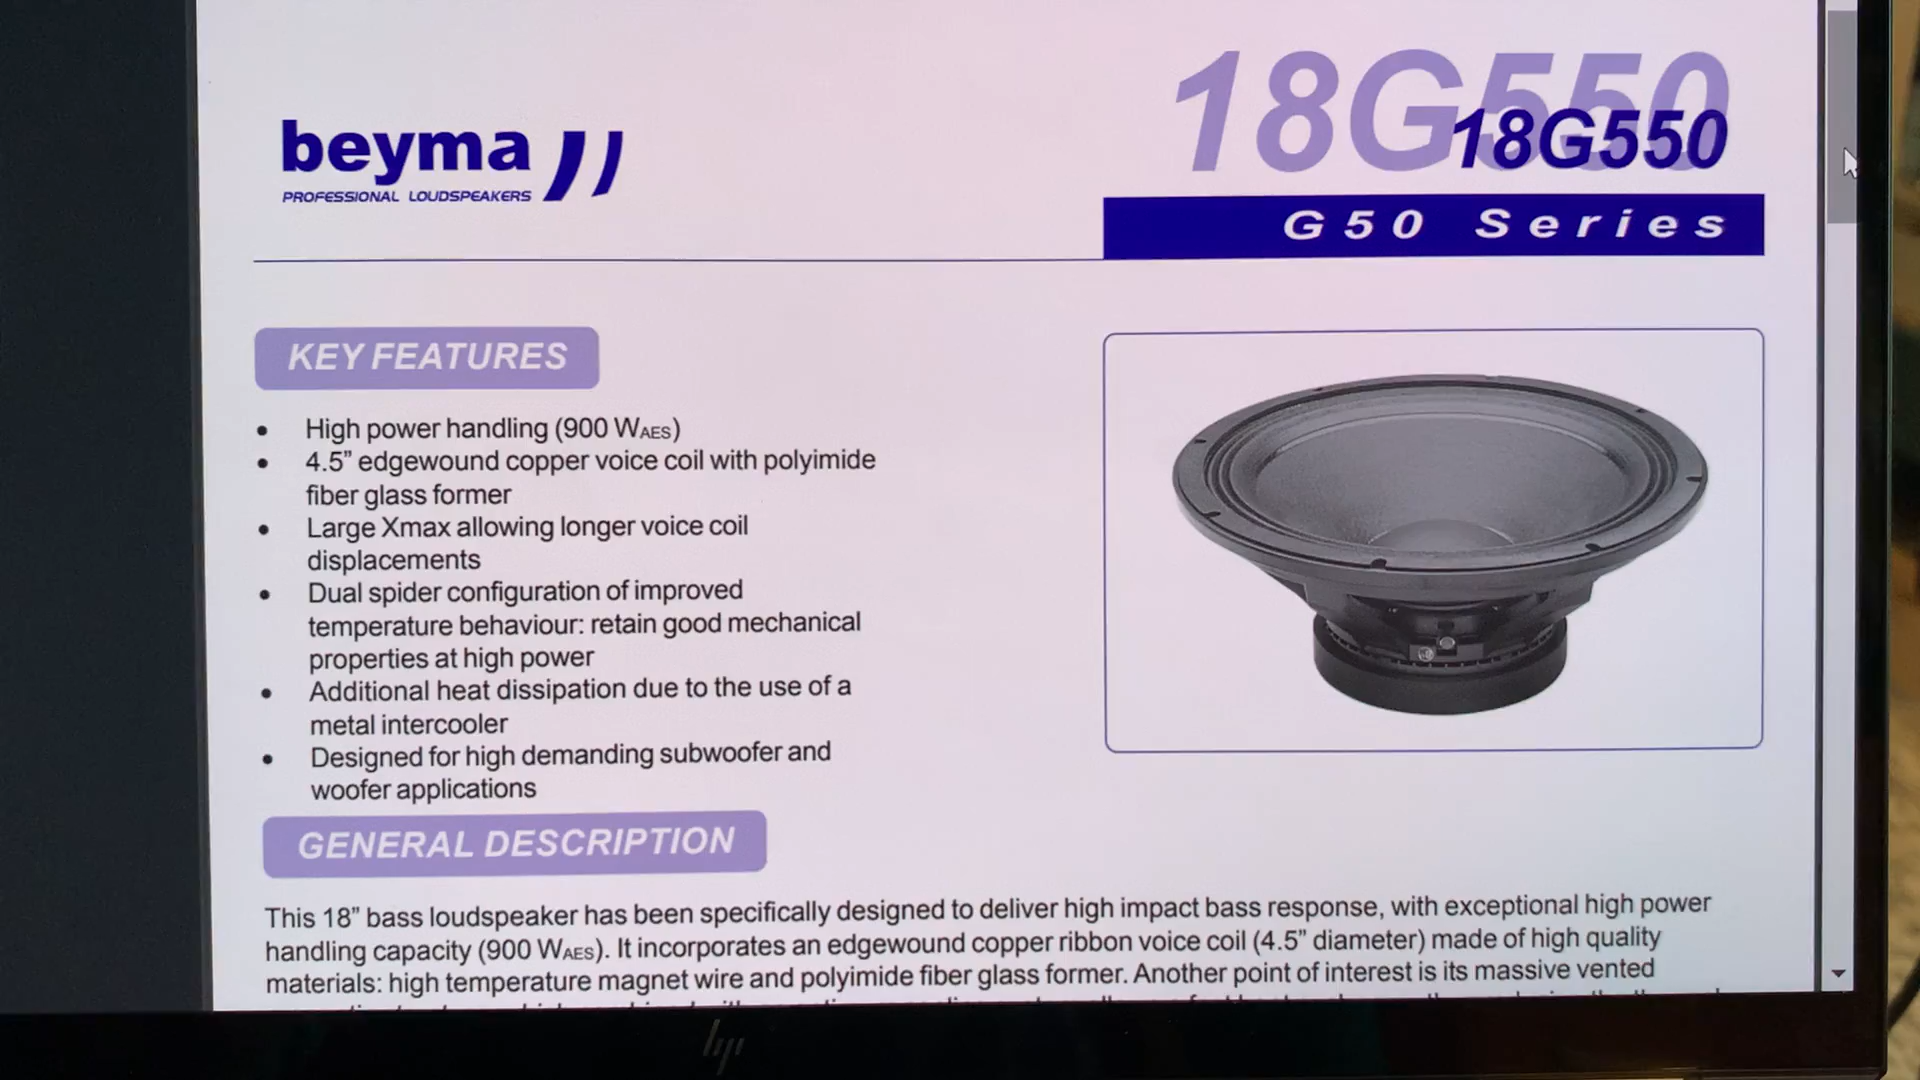 18G550
beyma
18G550
PROFESSIONAL LOUDSPEAKERS
G50 Series
KEY FEATURES
• High power handling (900 WAES)
• 4.5” edgewound copper voice coil with polyimide
fiber glass former
• Large Xmax allowing longer voice coil
displacements
• Dual spider configuration of improved
temperature behaviour: retain good mechanical
properties at high power
• Additional heat dissipation due to the use of a
metal intercooler
• Designed for high demanding subwoofer and
woofer applications
GENERAL DESCRIPTION
This 18” bass loudspeaker has been specifically designed to deliver high impact bass response, with exceptional high power
handling capacity (900 WAES). It incorporates an edgewound copper ribbon voice coil (4.5” diameter) made of high quality
materials: high temperature magnet wire and polyimide fiber glass former. Another point of interest is its massive vented
hp